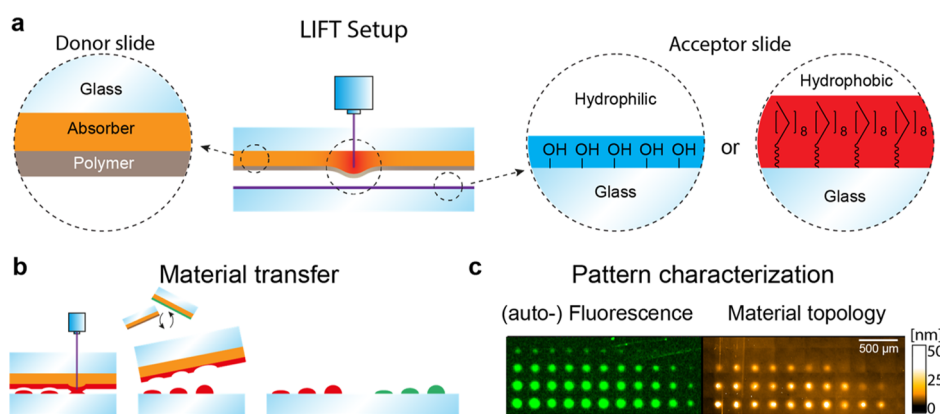 a
LIFT Setup
Donor slide
Glass
Absorber
Polymer
Acceptor slide
Hydrophilic
OH OH OH OH OH
Glass
or
Hydrophobic
8 8 8 8
Glass
b
Material transfer
c
Pattern characterization
(auto-) Fluorescence
Material topology
500 µm
[nm]
50
25
0